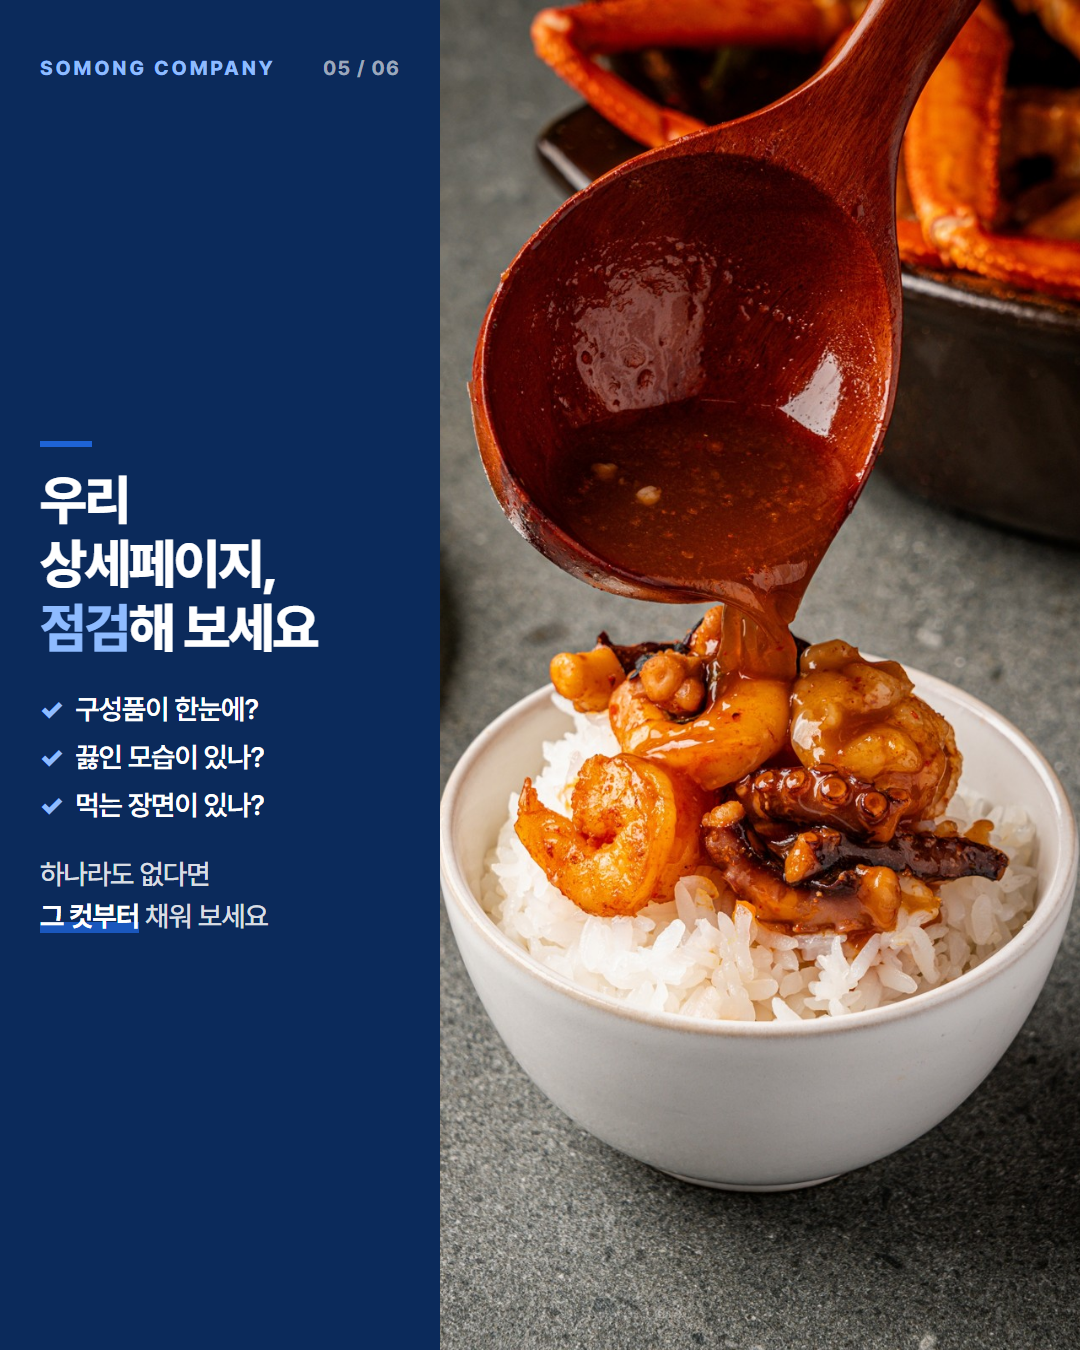 SOMONG COMPANY 05 / 06
우리
상세페이지,
점검해 보세요
구성품이 한눈에?
끓인 모습이 있나?
먹는 장면이 있나?
하나라도 없다면
그 컷부터 채워 보세요